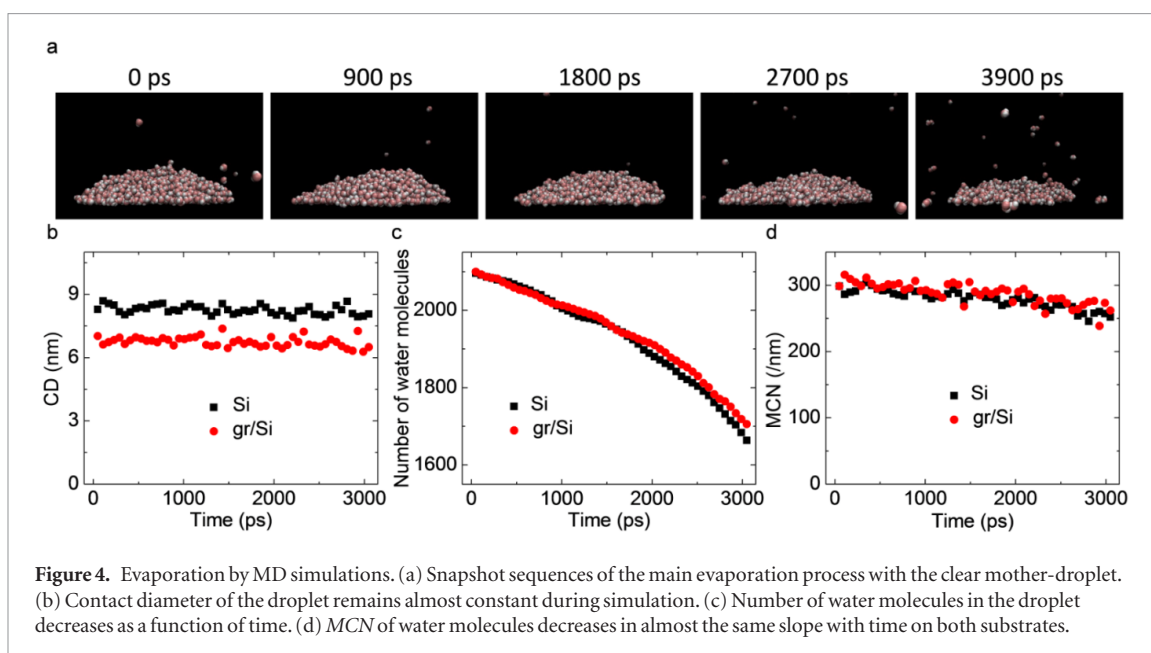 a
0 ps 900 ps 1800 ps 2700 ps 3900 ps
b
9
6
3
0
CD (nm)
Si
gr/Si
0 1000 2000 3000
Time (ps)
c
2000
1800
1600
Number of water molecules
Si
gr/Si
0 1000 2000 3000
Time (ps)
d
300
200
100
0
MCN (/nm)
Si
gr/Si
0 1000 2000 3000
Time (ps)
Figure 4. Evaporation by MD simulations. (a) Snapshot sequences of the main evaporation process with the clear mother-droplet.
(b) Contact diameter of the droplet remains almost constant during simulation. (c) Number of water molecules in the droplet
decreases as a function of time. (d) MCN of water molecules decreases in almost the same slope with time on both substrates.